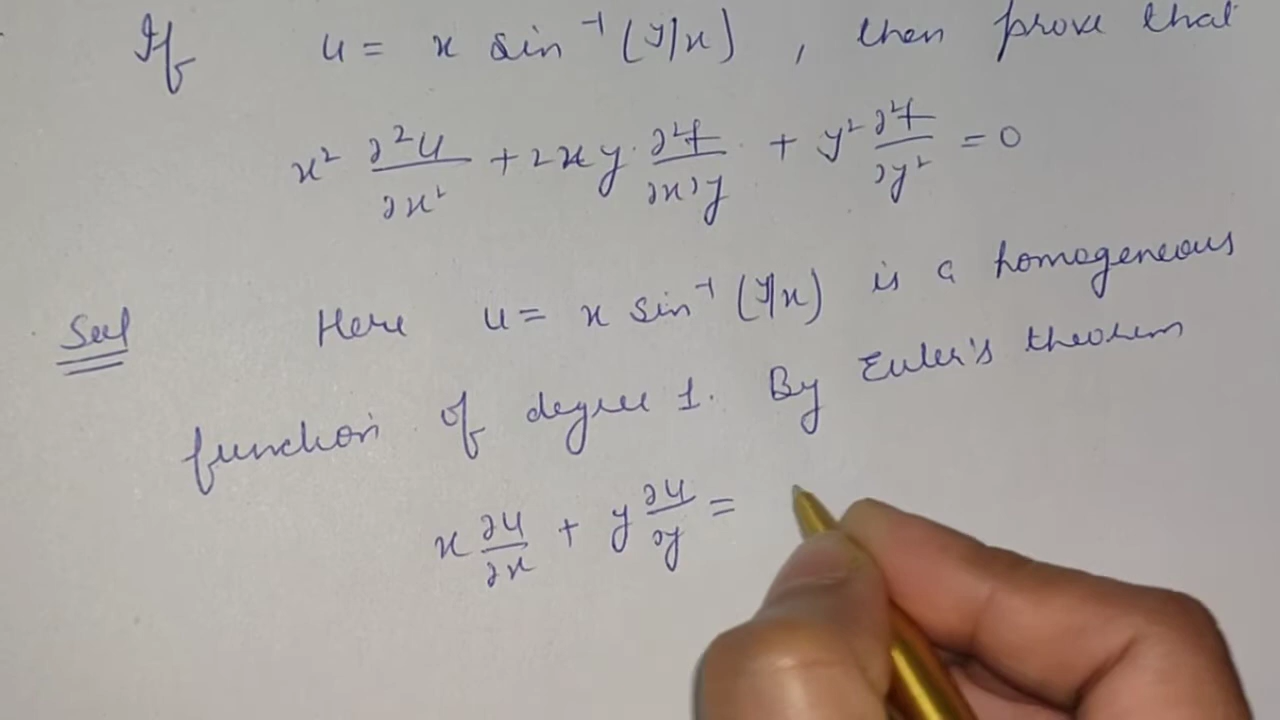 If u = x sin⁻¹ (y/x) , then prove that
x² ∂²u/∂x² + 2xy ∂²u/∂x∂y + y² ∂²u/∂y² = 0
Sol Here u = x sin⁻¹ (y/x) is a homogeneous
function of degree 1. By Euler's theorem
x ∂u/∂x + y ∂u/∂y =